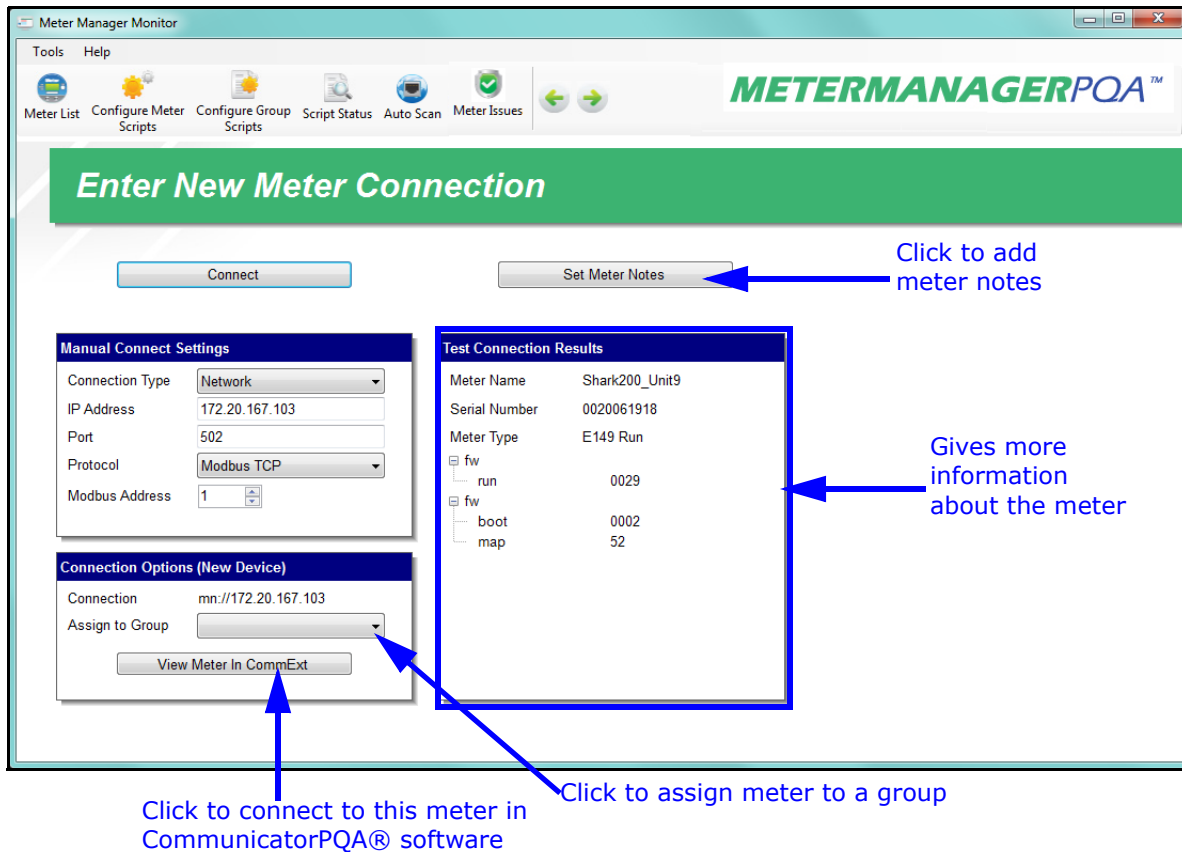 Meter Manager Monitor
Tools Help
Meter List
Configure Meter
Scripts
Configure Group
Scripts
Script Status
Auto Scan
Meter Issues
METERMANAGERPQA™
Enter New Meter Connection
Connect
Set Meter Notes
Click to add
meter notes
Manual Connect Settings
Connection Type Network
IP Address 172.20.167.103
Port 502
Protocol Modbus TCP
Modbus Address 1
Test Connection Results
Meter Name Shark200_Unit9
Serial Number 0020061918
Meter Type E149 Run
fw
run 0029
fw
boot 0002
map 52
Gives more
information
about the meter
Connection Options (New Device)
Connection mn://172.20.167.103
Assign to Group
View Meter In CommExt
Click to assign meter to a group
Click to connect to this meter in
CommunicatorPQA® software